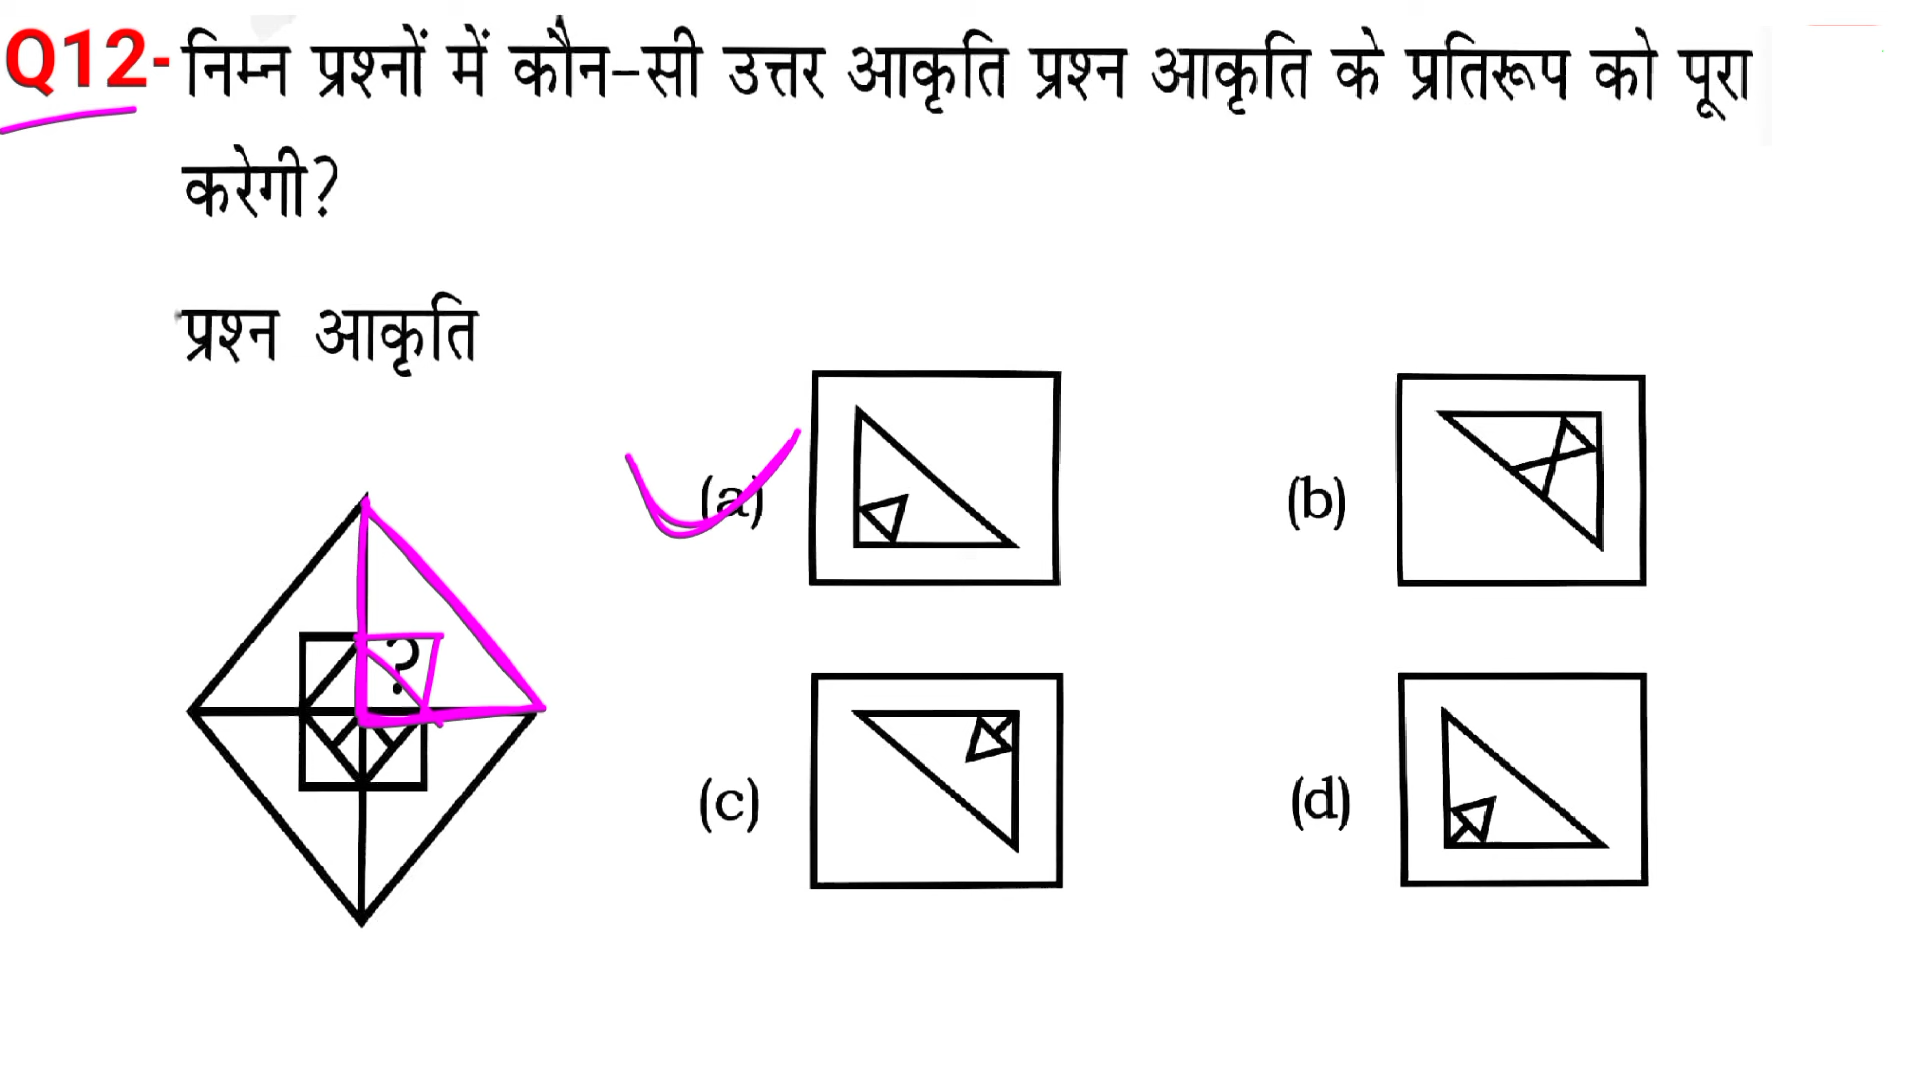 Q12- निम्न प्रश्नों में कौन-सी उत्तर आकृति प्रश्न आकृति के प्रतिरूप को पूरा
करेगी?
प्रश्न आकृति
(a)
(b)
?
(c)
(d)